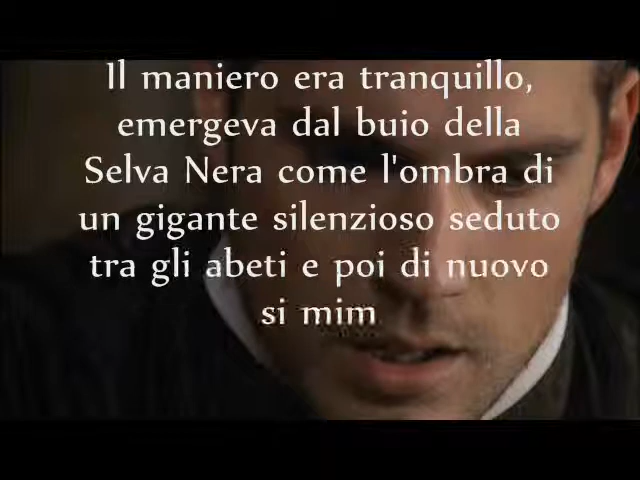 Il maniero era tranquillo,
emergeva dal buio della
Selva Nera come l'ombra di
un gigante silenzioso seduto
tra gli abeti e poi di nuovo
si mim